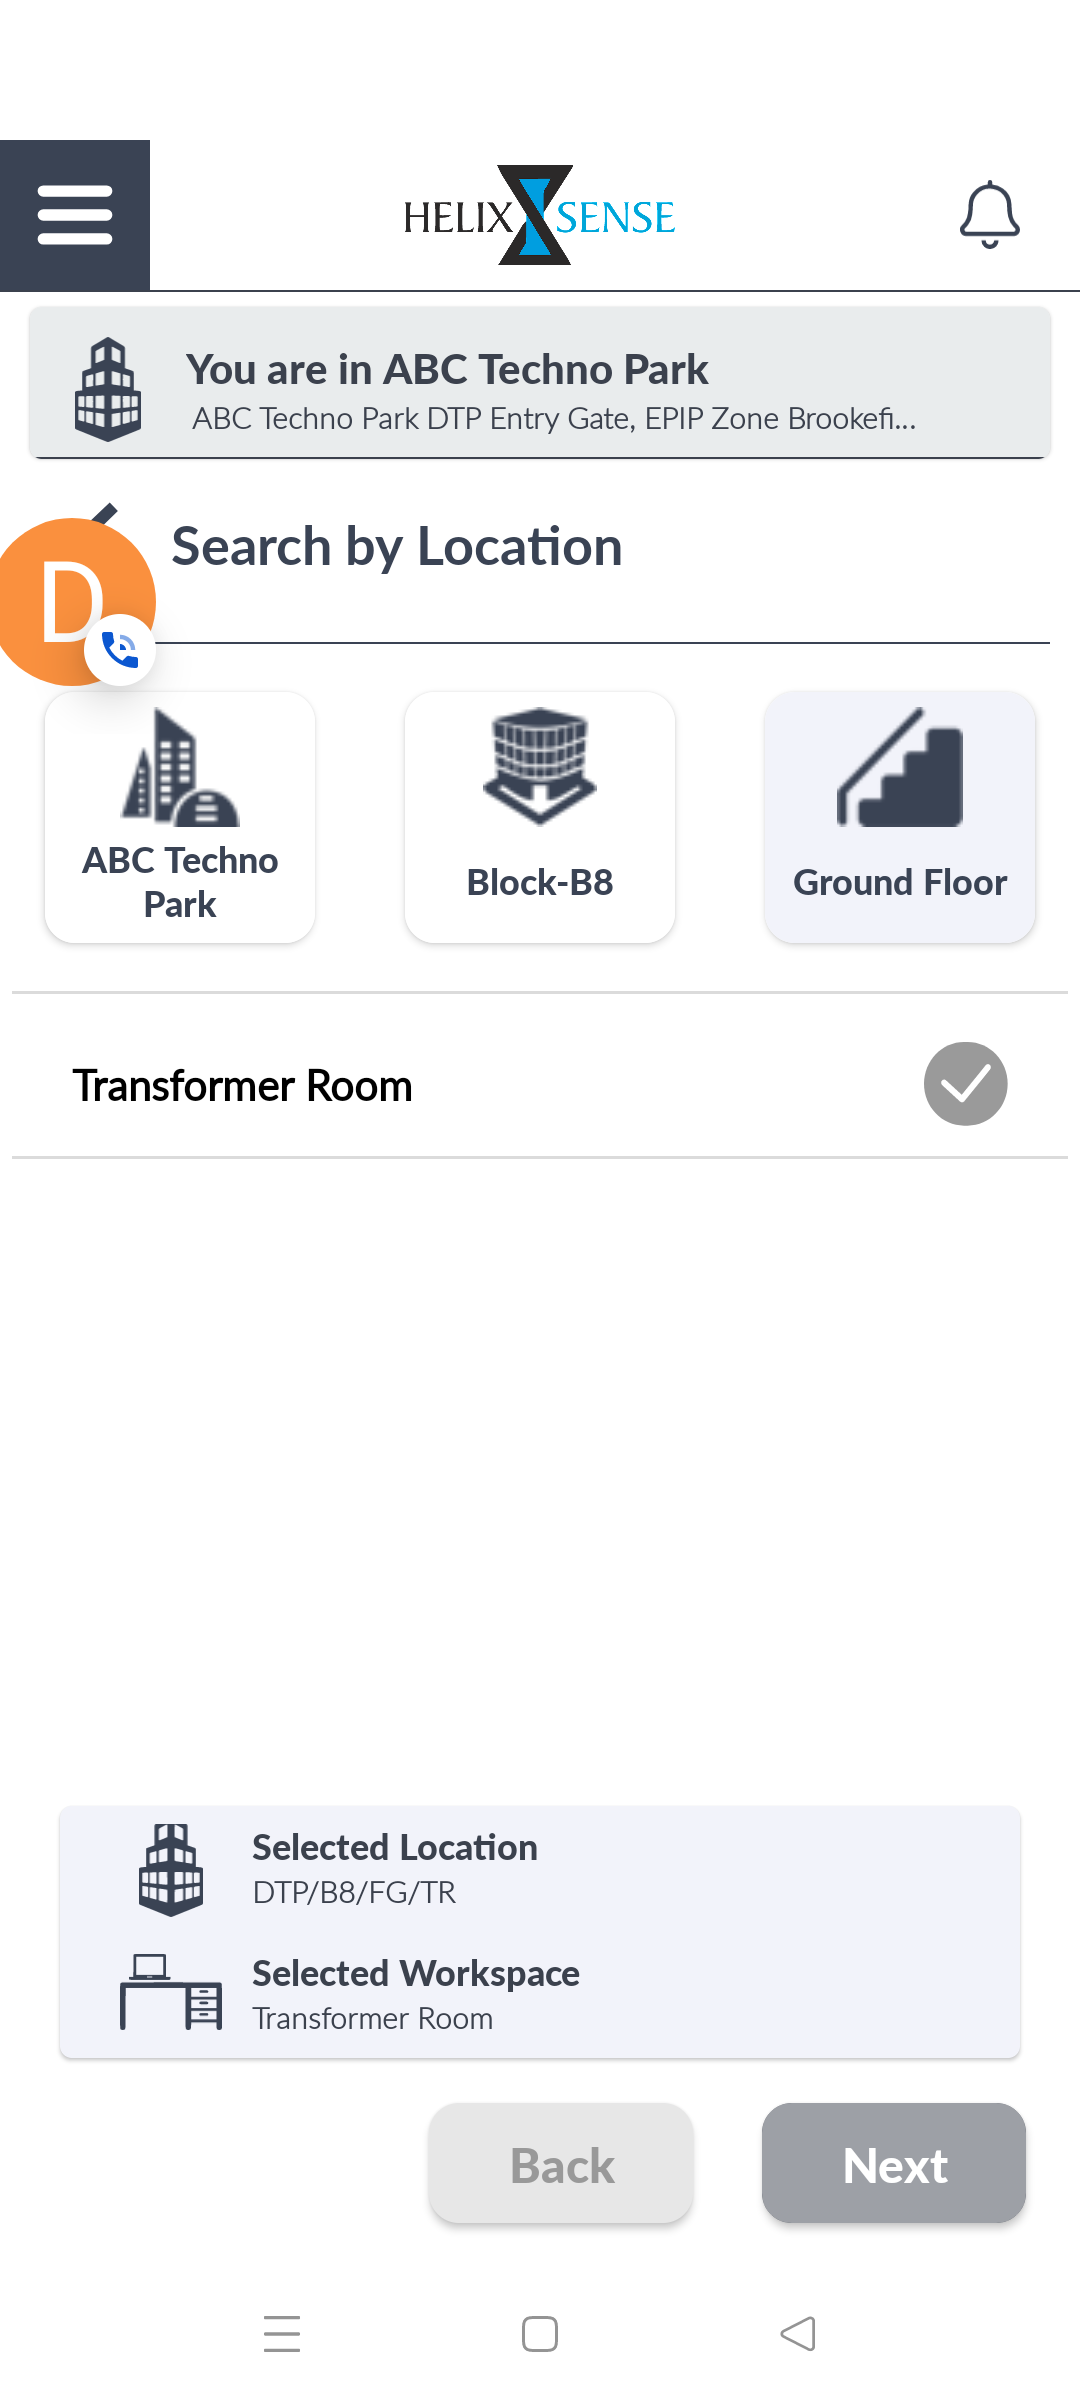 HELIX SENSE
You are in ABC Techno Park
ABC Techno Park DTP Entry Gate, EPIP Zone Brookefi...
Search by Location
D
ABC Techno
Park
Block-B8
Ground Floor
Transformer Room
Selected Location
DTP/B8/FG/TR
Selected Workspace
Transformer Room
Back
Next